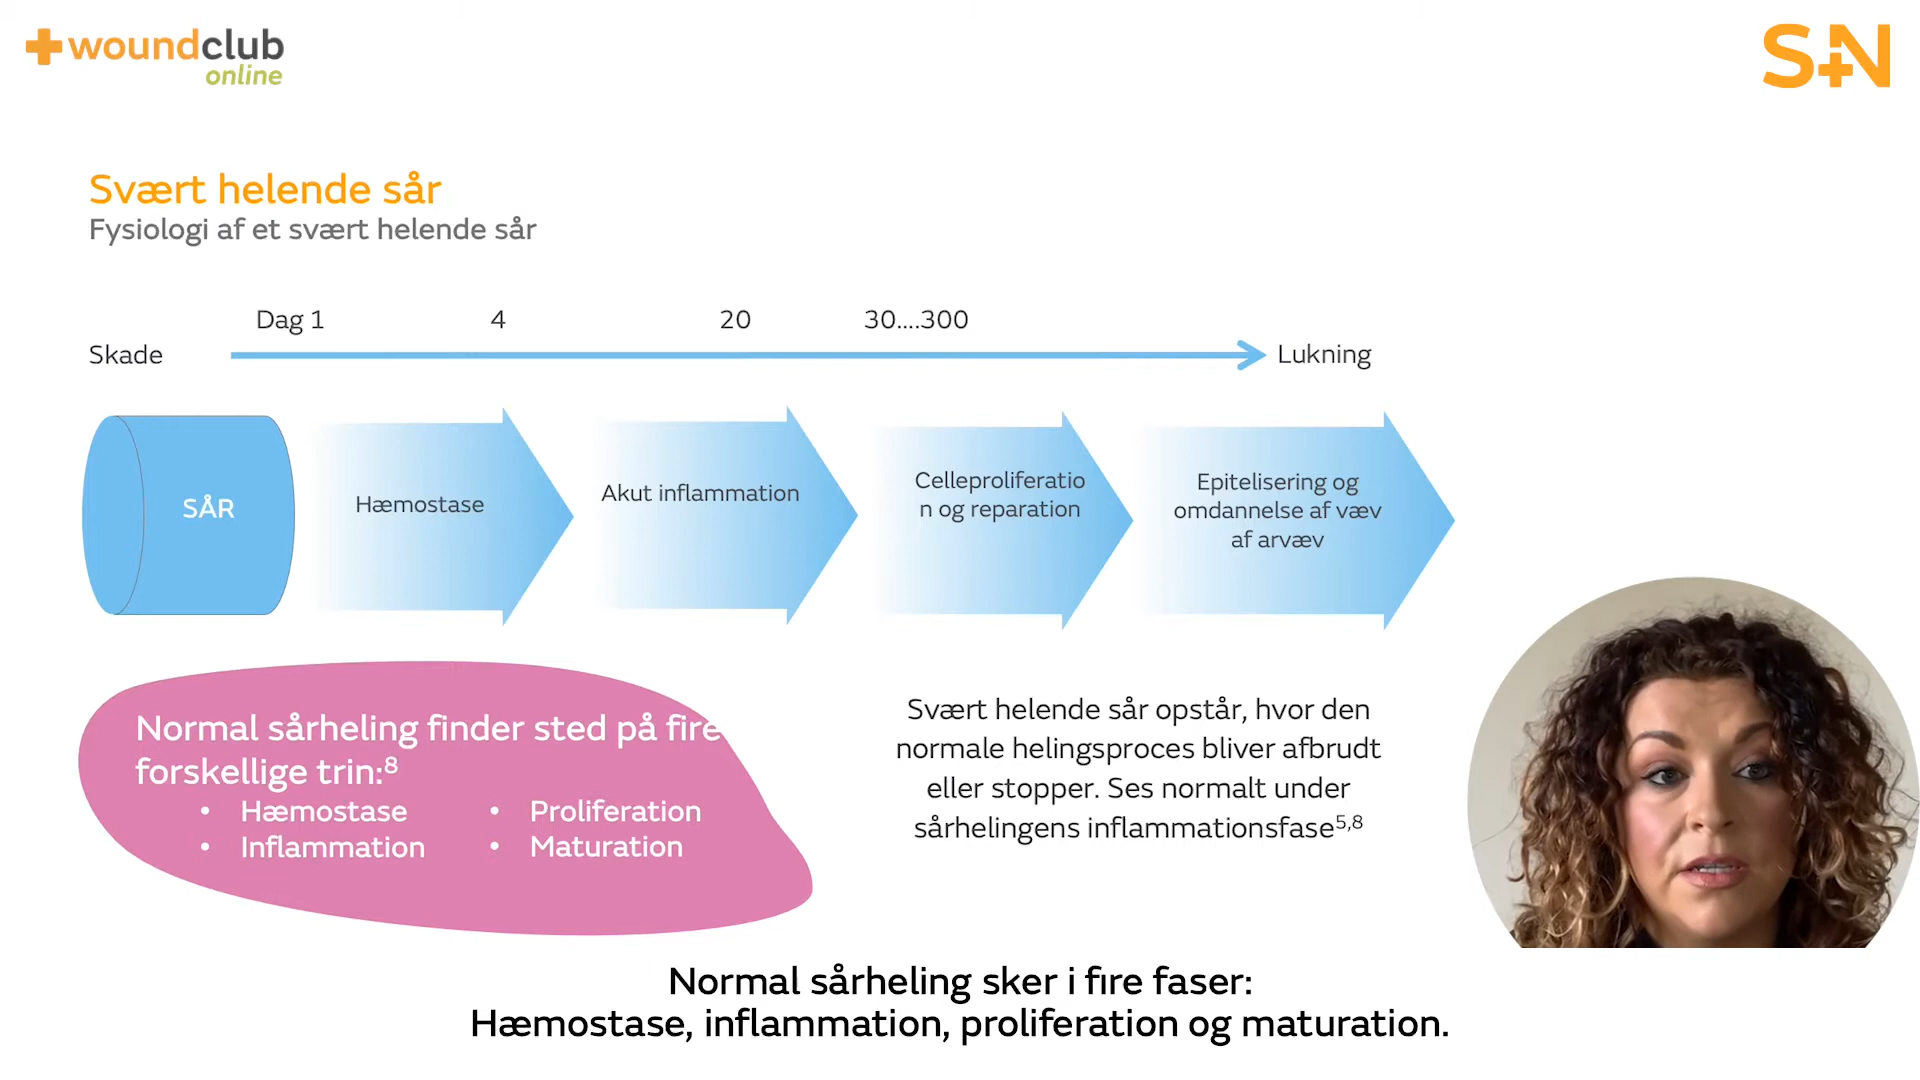 woundclub
online
S+N
Svært helende sår
Fysiologi af et svært helende sår
Dag 1 4 20 30....300
Skade Lukning
SÅR
Hæmostase
Akut inflammation
Celleproliferatio
n og reparation
Epitelisering og
omdannelse af væv
af arvæv
Normal sårheling finder sted på fire
forskellige trin:8
• Hæmostase
• Inflammation
• Proliferation
• Maturation
Svært helende sår opstår, hvor den
normale helingsproces bliver afbrudt
eller stopper. Ses normalt under
sårhelingens inflammationsfase5,8
Normal sårheling sker i fire faser:
Hæmostase, inflammation, proliferation og maturation.